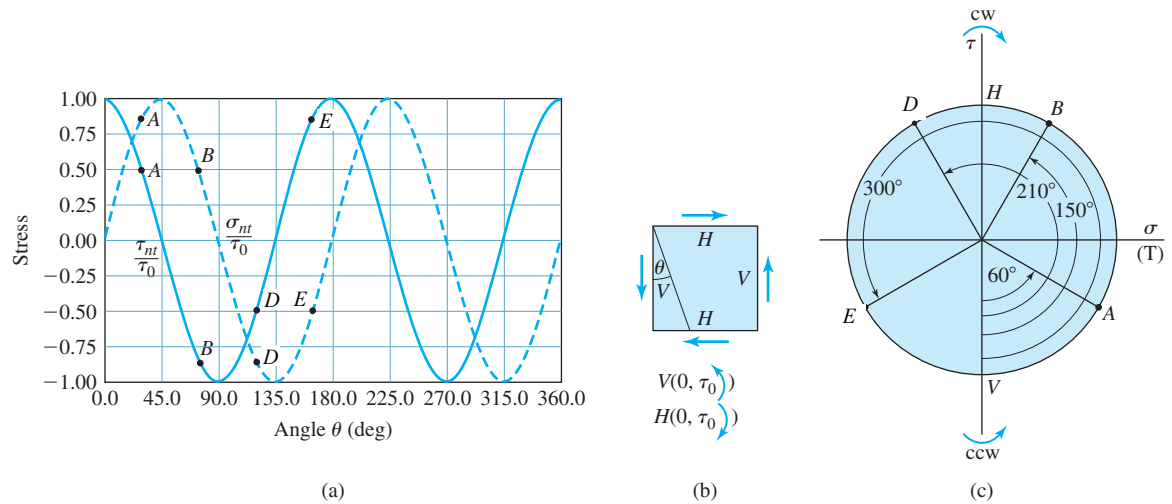 1.00
0.75
0.50
0.25
0.00
−0.25
−0.50
−0.75
−1.00
Stress
A
A
B
E
τnt
τ0
σnt
τ0
D
E
B
D
0.0 45.0 90.0 135.0 180.0 225.0 270.0 315.0 360.0
Angle θ (deg)
(a)
H
θ
V
V
H
V(0, τ0 )
H(0, τ0 )
(b)
cw
τ
H
D
B
300°
210°
150°
σ
(T)
60°
E
A
V
ccw
(c)